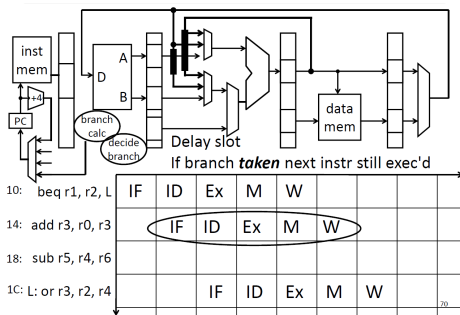 inst
mem
+4
PC
A
D
B
branch
calc
decide
branch
data
mem
Delay slot
If branch taken next instr still exec'd
10: beq r1, r2, L IF ID Ex M W
14: add r3, r0, r3 IF ID Ex M W
18: sub r5, r4, r6
1C: L: or r3, r2, r4 IF ID Ex M W
70